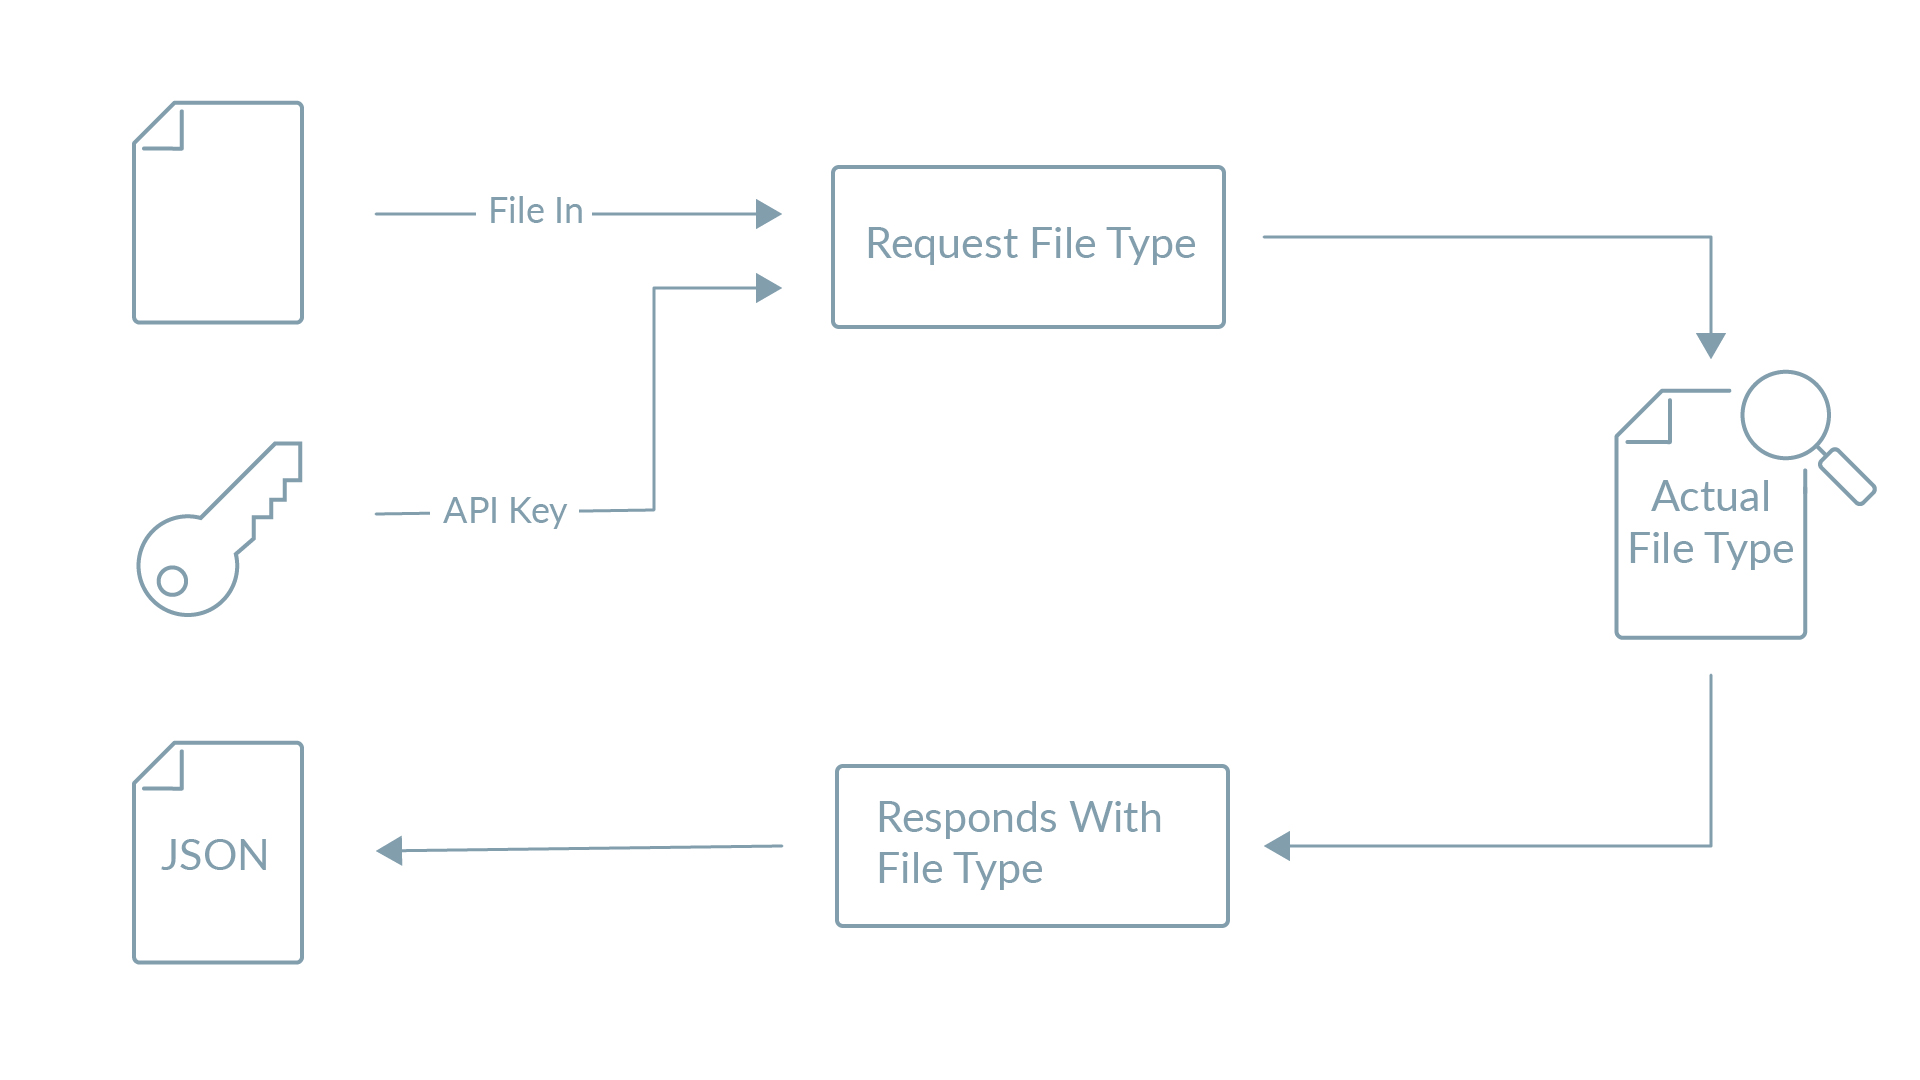 File In
Request File Type
API Key
Actual
File Type
Responds With
File Type
JSON